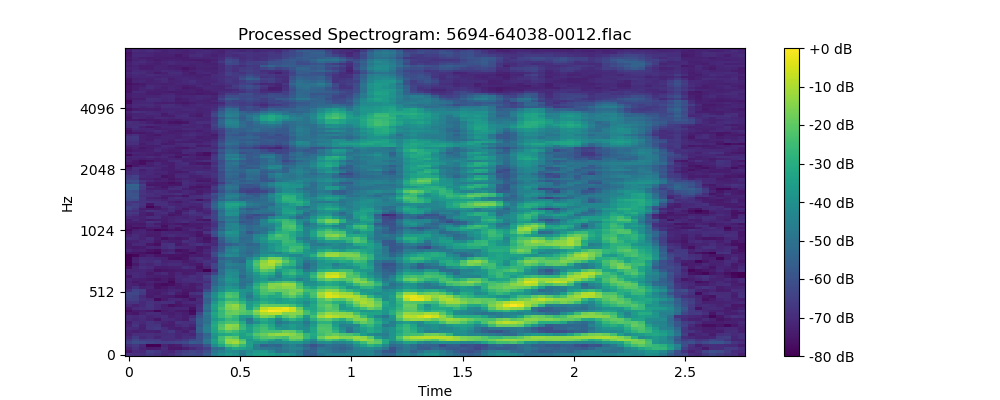 Processed Spectrogram: 5694-64038-0012.flac
Hz
4096
2048
1024
512
0
0
0.5
1
1.5
2
2.5
Time
+0 dB
-10 dB
-20 dB
-30 dB
-40 dB
-50 dB
-60 dB
-70 dB
-80 dB